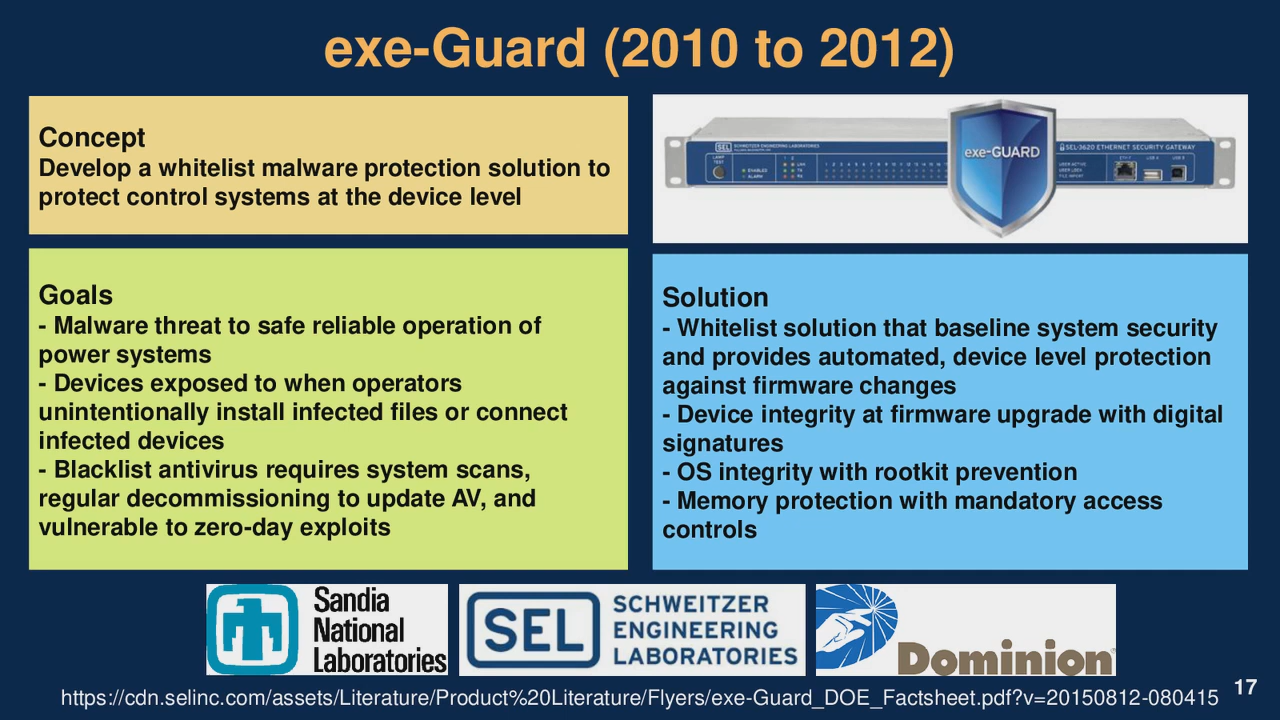 exe-Guard (2010 to 2012)
Concept
Develop a whitelist malware protection solution to
protect control systems at the device level
SEL SCHWEITZER ENGINEERING LABORATORIES
LAMP
TEST
ENABLED
ALARM
exe-GUARD
SEL-3620 ETHERNET SECURITY GATEWAY
Goals
- Malware threat to safe reliable operation of
power systems
- Devices exposed to when operators
unintentionally install infected files or connect
infected devices
- Blacklist antivirus requires system scans,
regular decommissioning to update AV, and
vulnerable to zero-day exploits
Solution
- Whitelist solution that baseline system security
and provides automated, device level protection
against firmware changes
- Device integrity at firmware upgrade with digital
signatures
- OS integrity with rootkit prevention
- Memory protection with mandatory access
controls
Sandia
National
Laboratories
SEL
SCHWEITZER
ENGINEERING
LABORATORIES
Dominion
https://cdn.selinc.com/assets/Literature/Product%20Literature/Flyers/exe-Guard_DOE_Factsheet.pdf?v=20150812-080415
17